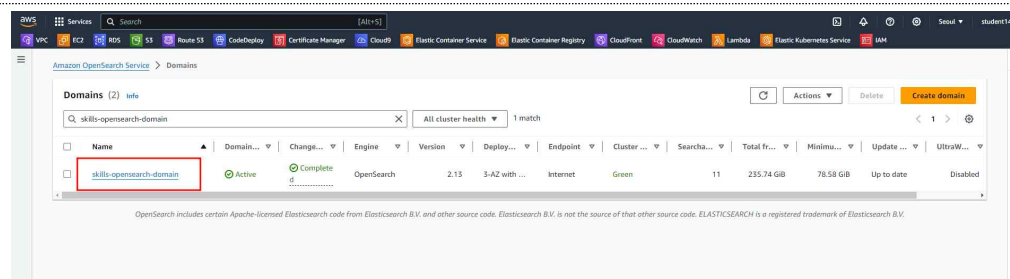 aws Services Search [Alt+S] Seoul ▼ student14
VPC EC2 RDS S3 Route 53 CodeDeploy Certificate Manager Cloud9 Elastic Container Service Elastic Container Registry CloudFront CloudWatch Lambda Elastic Kubernetes Service IAM
Amazon OpenSearch Service > Domains
Domains (2) Info Actions ▼ Delete Create domain
skills-opensearch-domain All cluster health ▼ 1 match < 1 >
Name Domain... Change... Engine Version Deploy... Endpoint Cluster ... Searcha... Total fr... Minimu... Update ... UltraW...
skills-opensearch-domain Active Complete OpenSearch 2.13 3-AZ with ... Internet Green 11 235.74 GiB 78.58 GiB Up to date Disabled
d
OpenSearch includes certain Apache-licensed Elasticsearch code from Elasticsearch B.V. and other source code. Elasticsearch B.V. is not the source of that other source code. ELASTICSEARCH is a registered trademark of Elasticsearch B.V.